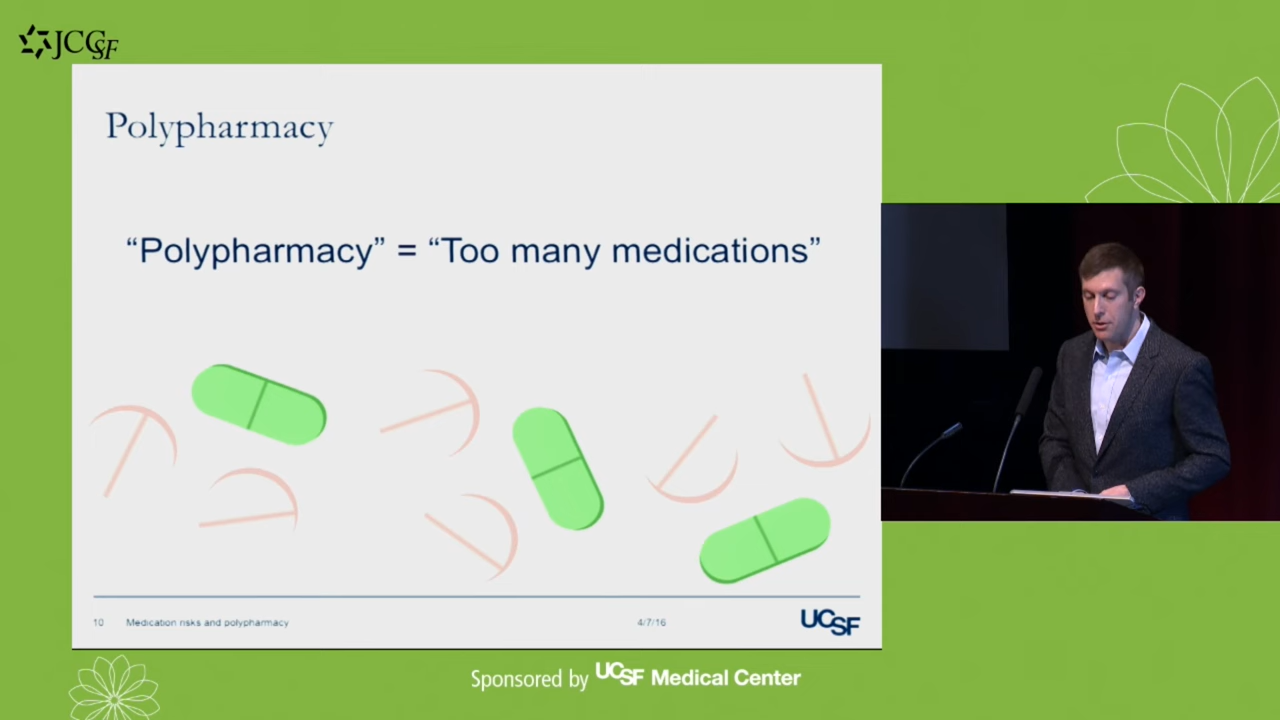 JCCSF
Polypharmacy
“Polypharmacy” = “Too many medications”
10 Medication risks and polypharmacy 4/7/16 UCSF
Sponsored by UCSF Medical Center